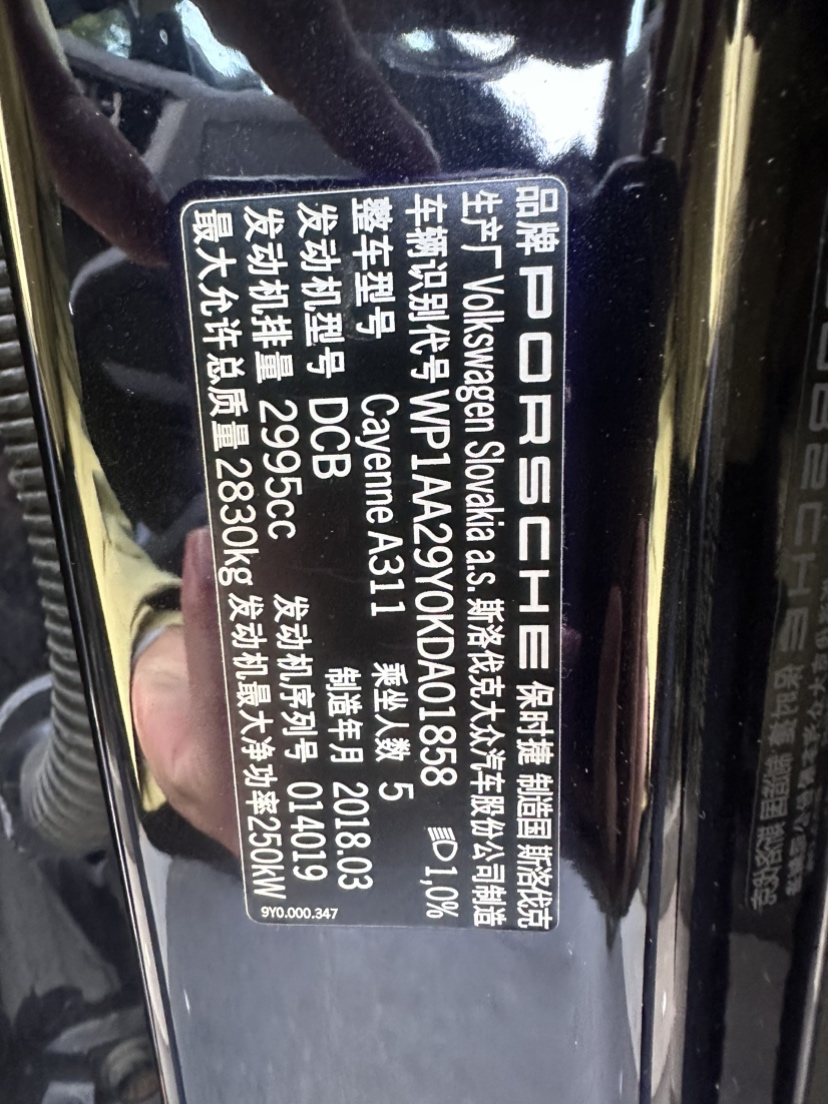 品牌 PORSCHE 保时捷 制造国 斯洛伐克
生产厂 Volkswagen Slovakia a.s. 斯洛伐克大众汽车股份公司制造
车辆识别代号 WP1AA29Y0KDA01858 1,0%
整车型号 Cayenne A311 乘坐人数 5
发动机型号 DCB 制造年月 2018.03
发动机排量 2995cc 发动机序列号 014019
最大允许总质量 2830kg 发动机最大净功率250kW
9Y0.000.347